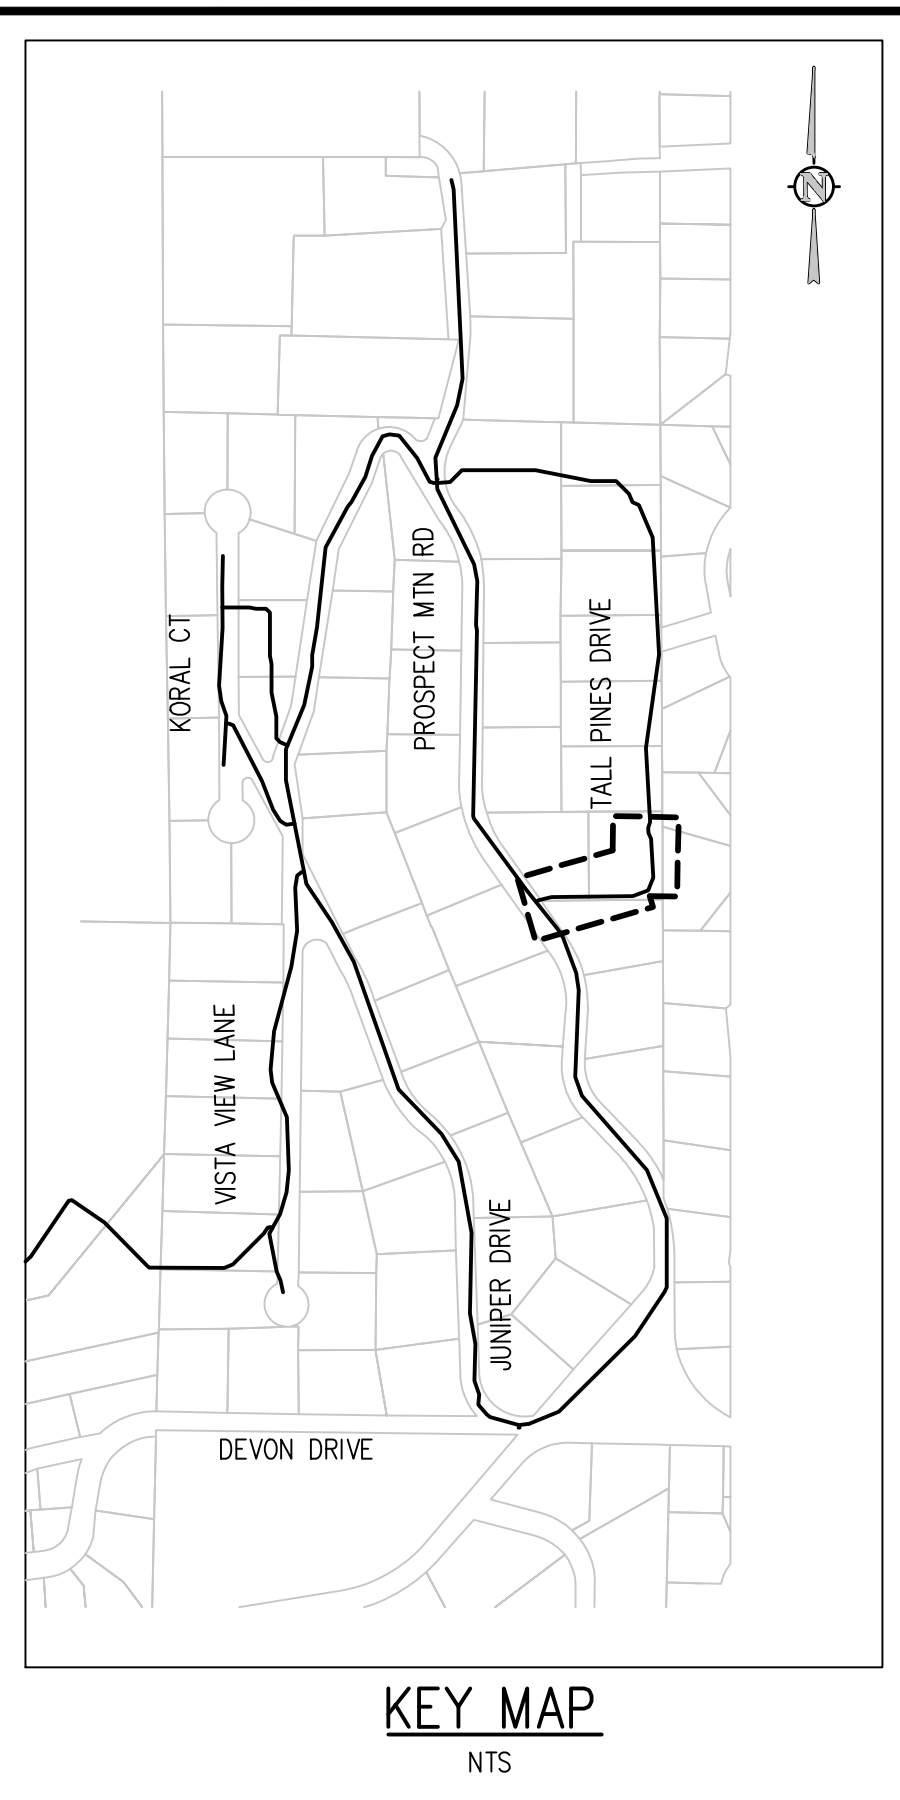 N
PROSPECT MTN RD
TALL PINES DRIVE
KORAL CT
VISTA VIEW LANE
JUNIPER DRIVE
DEVON DRIVE
KEY MAP
NTS